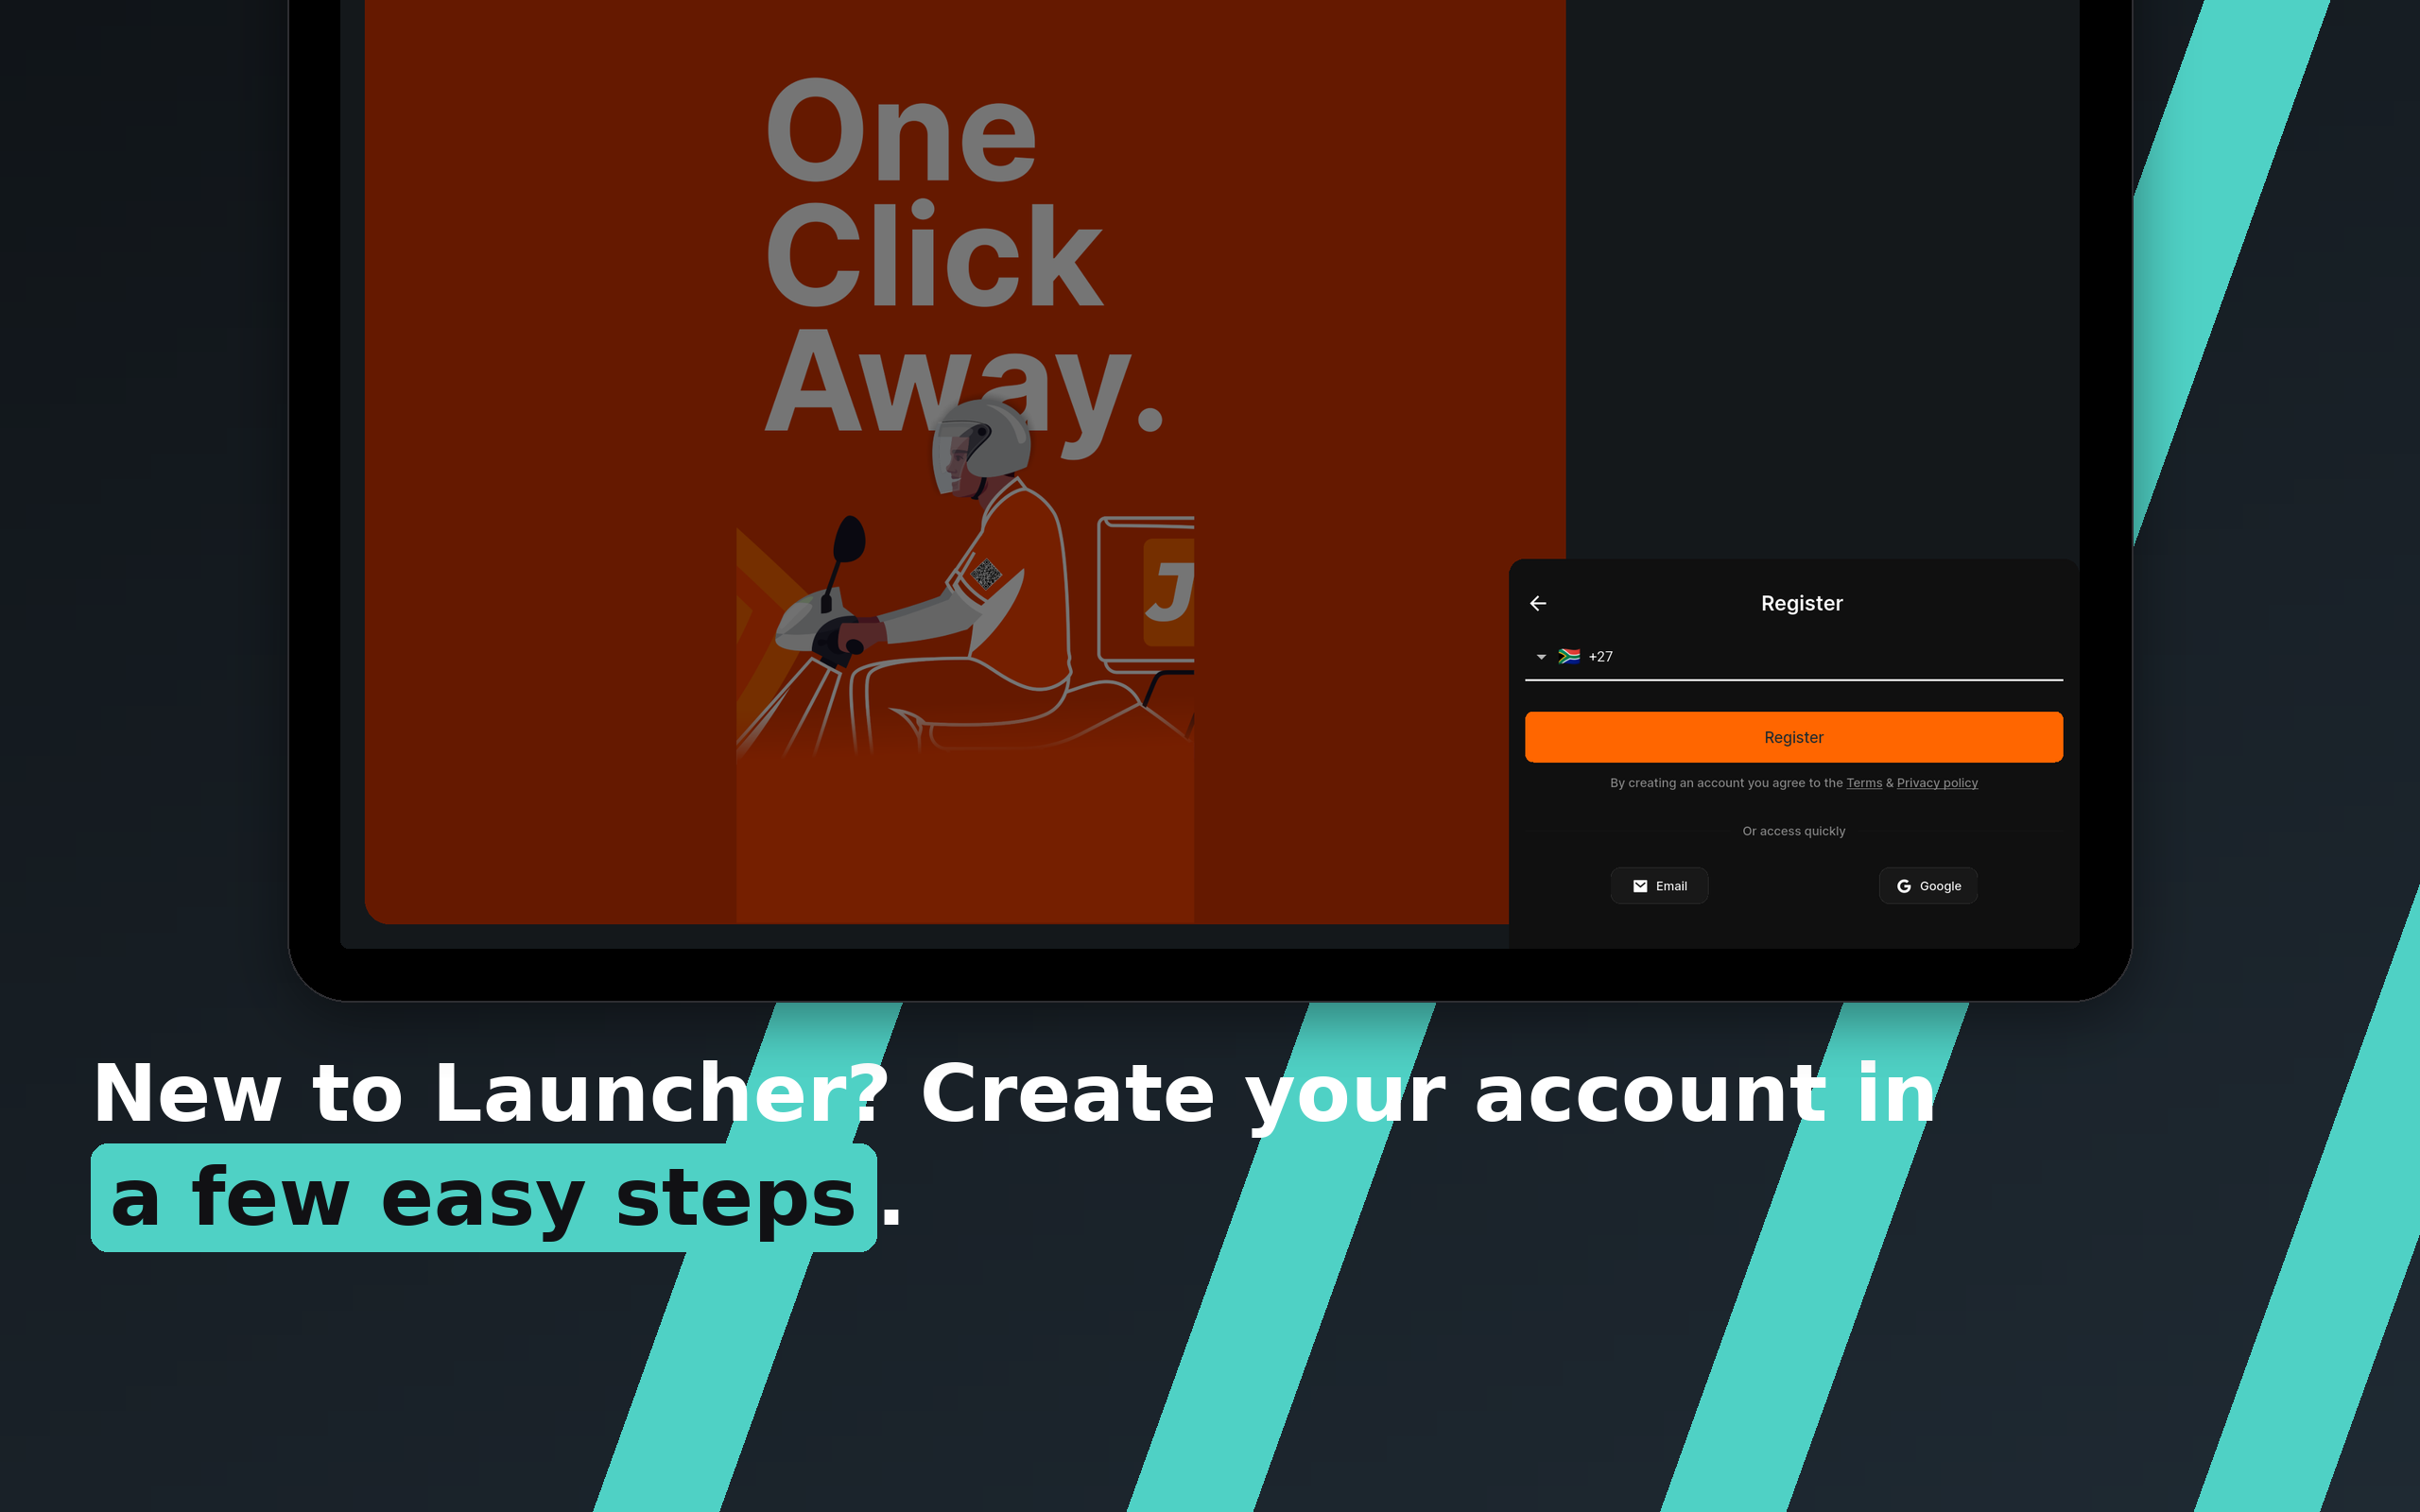 One
Click
Away.
J
Register
+27
Register
By creating an account you agree to the Terms & Privacy policy
Or access quickly
Email
Google
New to Launcher? Create your account in
a few easy steps.